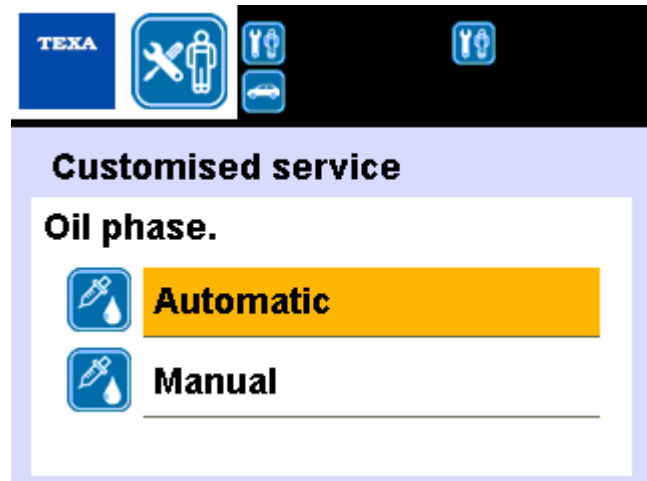 TEXA
Customised service
Oil phase.
Automatic
Manual